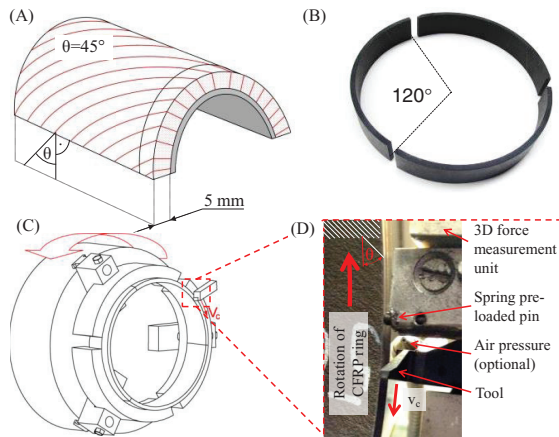 (A)
θ=45°
θ
5 mm
(B)
120°
(C)
Vc
(D)
θ
Rotation of
CFRP ring
vc
3D force
measurement
unit
Spring pre-
loaded pin
Air pressure
(optional)
Tool